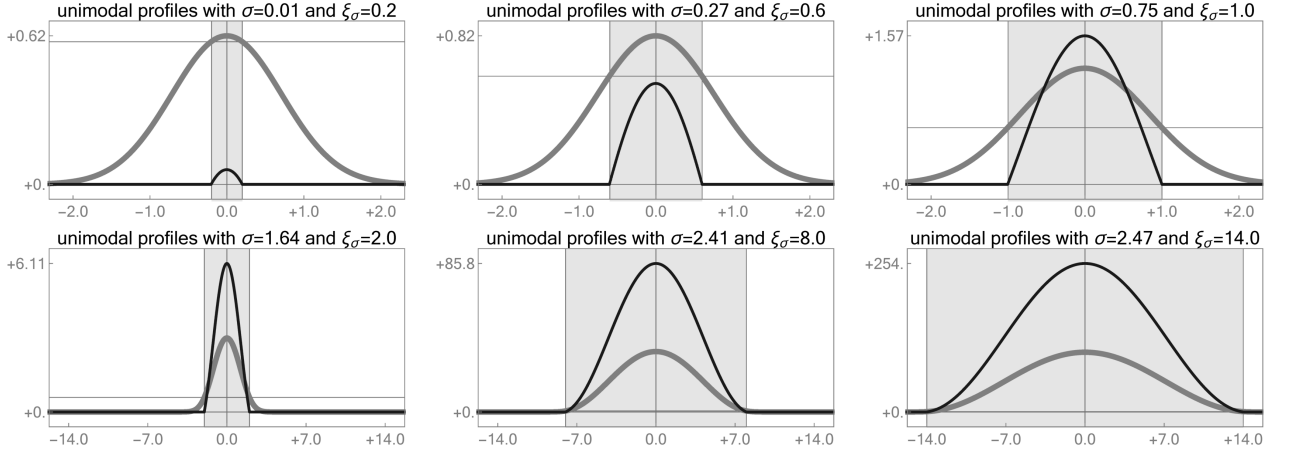 unimodal profiles with σ=0.01 and ξσ=0.2
+0.62
+0.
−2.0 −1.0 0.0 +1.0 +2.0
unimodal profiles with σ=0.27 and ξσ=0.6
+0.82
+0.
−2.0 −1.0 0.0 +1.0 +2.0
unimodal profiles with σ=0.75 and ξσ=1.0
+1.57
+0.
−2.0 −1.0 0.0 +1.0 +2.0
unimodal profiles with σ=1.64 and ξσ=2.0
+6.11
+0.
−14.0 −7.0 0.0 +7.0 +14.0
unimodal profiles with σ=2.41 and ξσ=8.0
+85.8
+0.
−14.0 −7.0 0.0 +7.0 +14.0
unimodal profiles with σ=2.47 and ξσ=14.0
+254.
+0.
−14.0 −7.0 0.0 +7.0 +14.0